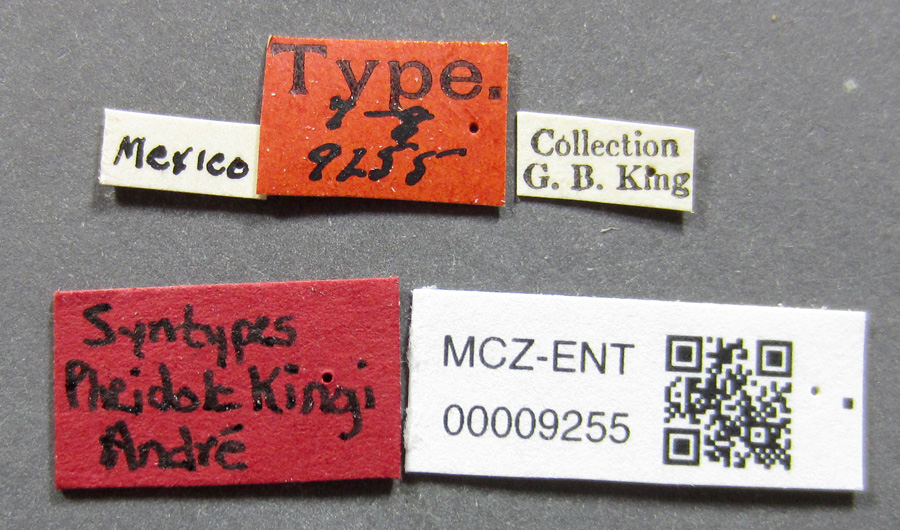 Mexico
Type.
9255
Collection
G. B. King
Syntypes
Pheidole Kingi
André
MCZ-ENT
00009255